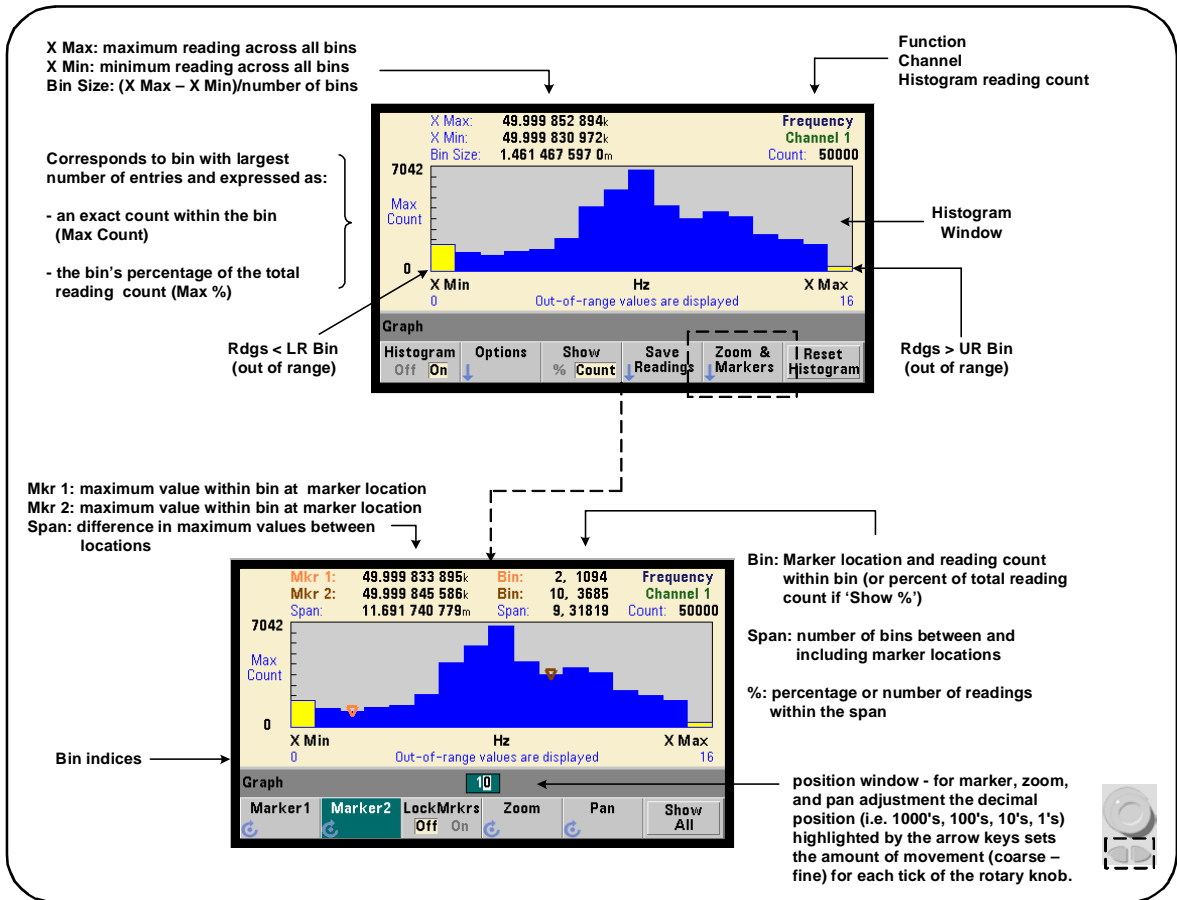 X Max: maximum reading across all bins
X Min: minimum reading across all bins
Bin Size: (X Max – X Min)/number of bins
Function
Channel
Histogram reading count
X Max: 49.999 852 894k
X Min: 49.999 830 972k
Bin Size: 1.461 467 597 0m
Frequency
Channel 1
Count: 50000
Corresponds to bin with largest
number of entries and expressed as:
- an exact count within the bin
(Max Count)
- the bin's percentage of the total
reading count (Max %)
7042
Max
Count
0
X Min
Hz
X Max
0
Out-of-range values are displayed
16
Histogram
Window
Graph
Histogram
Off On
Options
Show
% Count
Save
Readings
Zoom &
Markers
Reset
Histogram
Rdgs < LR Bin
(out of range)
Rdgs > UR Bin
(out of range)
Mkr 1: maximum value within bin at marker location
Mkr 2: maximum value within bin at marker location
Span: difference in maximum values between
locations
Mkr 1: 49.999 833 895k Bin: 2, 1094 Frequency
Mkr 2: 49.999 845 586k Bin: 10, 3685 Channel 1
Span: 11.691 740 779m Span: 9, 31819 Count: 50000
7042
Max
Count
0
X Min
Hz
X Max
0
Out-of-range values are displayed
16
Bin indices
Graph
10
Marker1
Marker2
LockMrkrs
Off On
Zoom
Pan
Show
All
Bin: Marker location and reading count
within bin (or percent of total reading
count if 'Show %')
Span: number of bins between and
including marker locations
%: percentage or number of readings
within the span
position window - for marker, zoom,
and pan adjustment the decimal
position (i.e. 1000's, 100's, 10's, 1's)
highlighted by the arrow keys sets
the amount of movement (coarse –
fine) for each tick of the rotary knob.